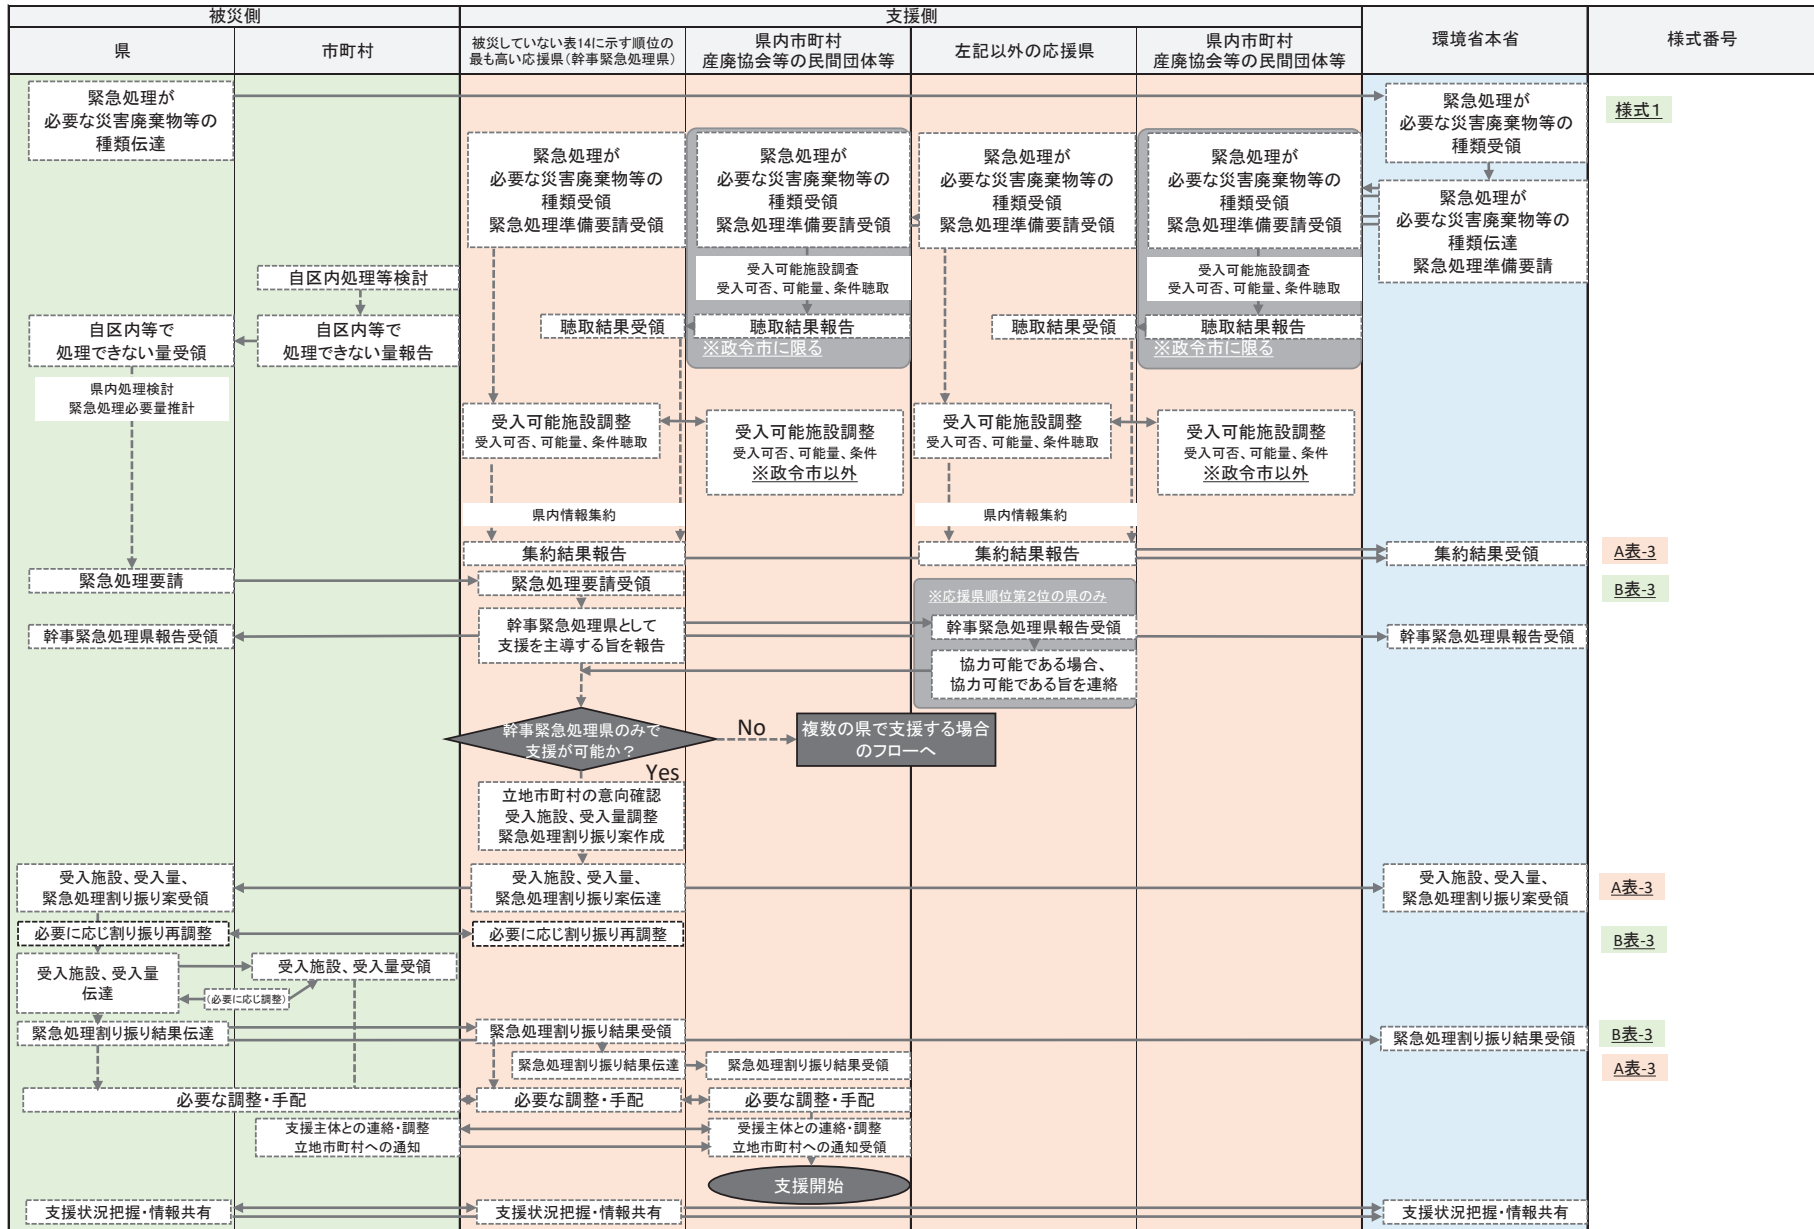 被災側
支援側
県
市町村
被災していない表14に示す順位の
最も高い応援県(幹事緊急処理県)
県内市町村
産廃協会等の民間団体等
左記以外の応援県
県内市町村
産廃協会等の民間団体等
環境省本省
様式番号
緊急処理が
必要な災害廃棄物等の
種類伝達
緊急処理が
必要な災害廃棄物等の
種類受領
様式1
緊急処理が
必要な災害廃棄物等の
種類受領
緊急処理準備要請受領
緊急処理が
必要な災害廃棄物等の
種類受領
緊急処理準備要請受領
緊急処理が
必要な災害廃棄物等の
種類受領
緊急処理準備要請受領
緊急処理が
必要な災害廃棄物等の
種類受領
緊急処理準備要請受領
緊急処理が
必要な災害廃棄物等の
種類伝達
緊急処理準備要請
自区内処理等検討
受入可能施設調査
受入可否、可能量、条件聴取
受入可能施設調査
受入可否、可能量、条件聴取
自区内等で
処理できない量受領
自区内等で
処理できない量報告
聴取結果受領
聴取結果報告
※政令市に限る
聴取結果受領
聴取結果報告
※政令市に限る
県内処理検討
緊急処理必要量推計
受入可能施設調整
受入可否、可能量、条件聴取
受入可能施設調整
受入可否、可能量、条件
※政令市以外
受入可能施設調整
受入可否、可能量、条件聴取
受入可能施設調整
受入可否、可能量、条件
※政令市以外
県内情報集約
県内情報集約
集約結果報告
集約結果報告
集約結果受領
A表-3
緊急処理要請
緊急処理要請受領
B表-3
※応援県順位第2位の県のみ
幹事緊急処理県報告受領
幹事緊急処理県として
支援を主導する旨を報告
幹事緊急処理県報告受領
幹事緊急処理県報告受領
協力可能である場合、
協力可能である旨を連絡
幹事緊急処理県のみで
支援が可能か?
No
複数の県で支援する場合
のフローへ
Yes
立地市町村の意向確認
受入施設、受入量調整
緊急処理割り振り案作成
受入施設、受入量、
緊急処理割り振り案受領
受入施設、受入量、
緊急処理割り振り案伝達
受入施設、受入量、
緊急処理割り振り案受領
A表-3
必要に応じ割り振り再調整
必要に応じ割り振り再調整
B表-3
受入施設、受入量
伝達
受入施設、受入量受領
(必要に応じ調整)
緊急処理割り振り結果伝達
緊急処理割り振り結果受領
緊急処理割り振り結果受領
B表-3
緊急処理割り振り結果伝達
緊急処理割り振り結果受領
A表-3
必要な調整・手配
必要な調整・手配
必要な調整・手配
支援主体との連絡・調整
立地市町村への通知
受援主体との連絡・調整
立地市町村への通知受領
支援開始
支援状況把握・情報共有
支援状況把握・情報共有
支援状況把握・情報共有